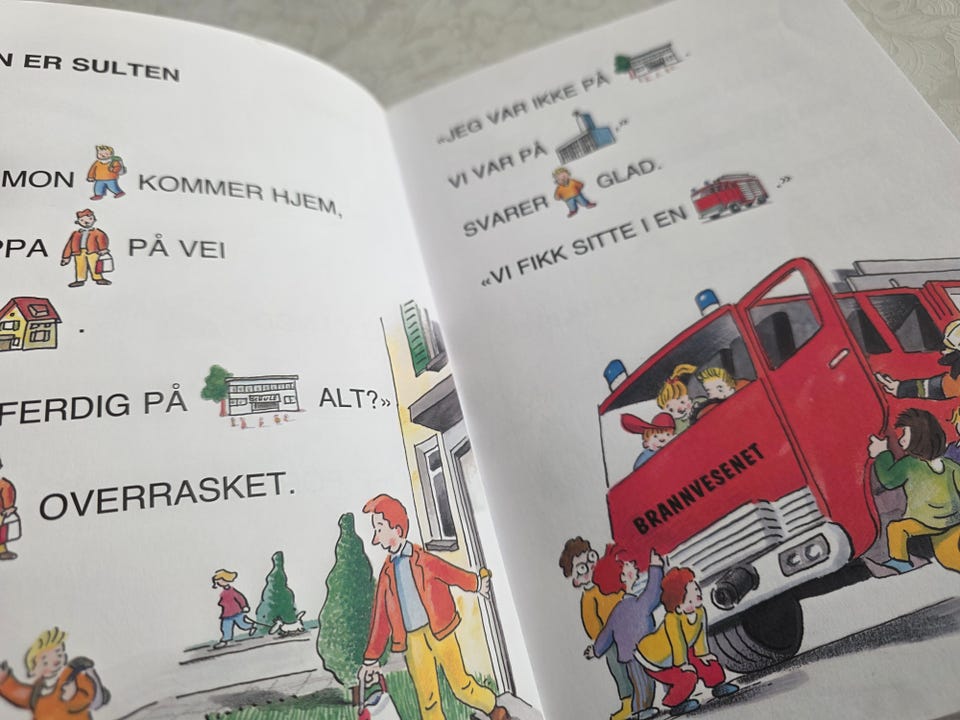 N ER SULTEN
MON KOMMER HJEM,
PPA PÅ VEI
.
FERDIG PÅ ALT?»
OVERRASKET.
«JEG VAR IKKE PÅ .
VI VAR PÅ .»
SVARER GLAD.
«VI FIKK SITTE I EN .»
BRANNVESENET